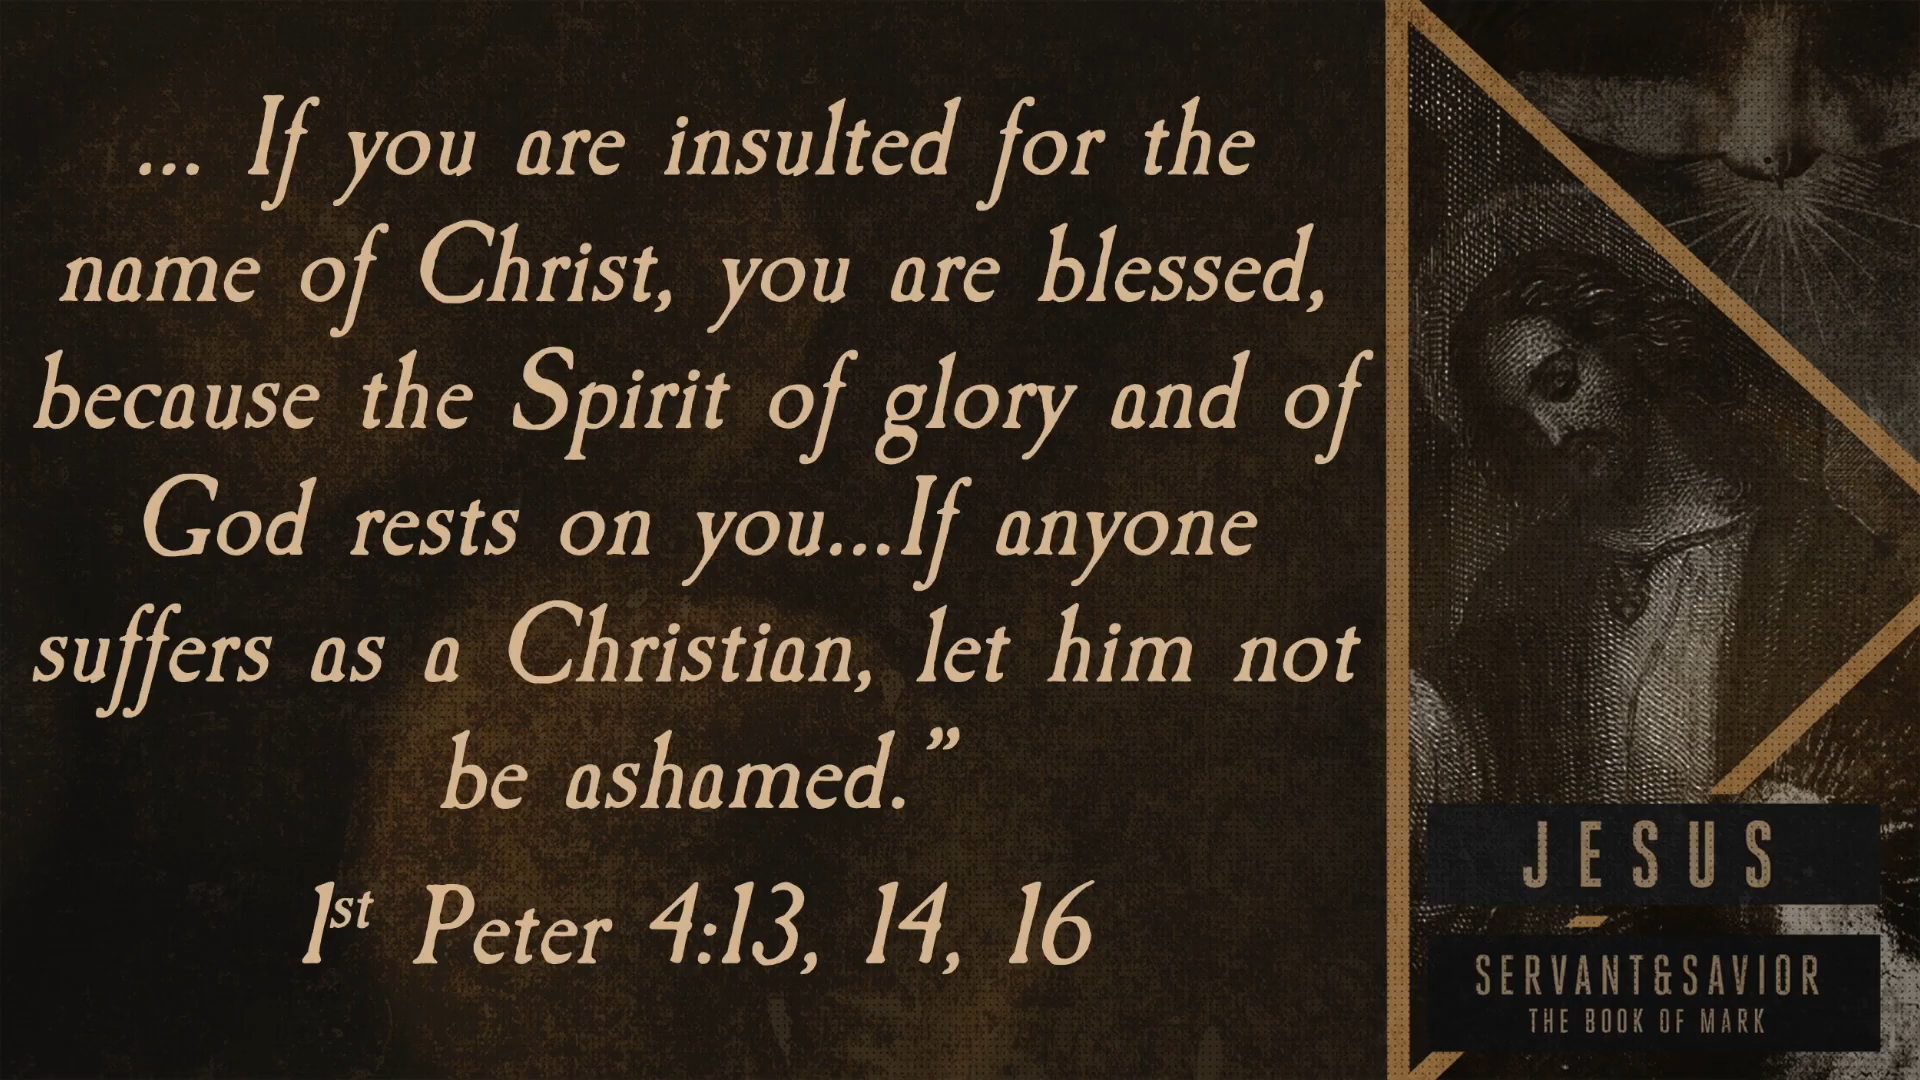 ... If you are insulted for the
name of Christ, you are blessed,
because the Spirit of glory and of
God rests on you...If anyone
suffers as a Christian, let him not
be ashamed.”
1st Peter 4:13, 14, 16
JESUS
SERVANT&SAVIOR
THE BOOK OF MARK